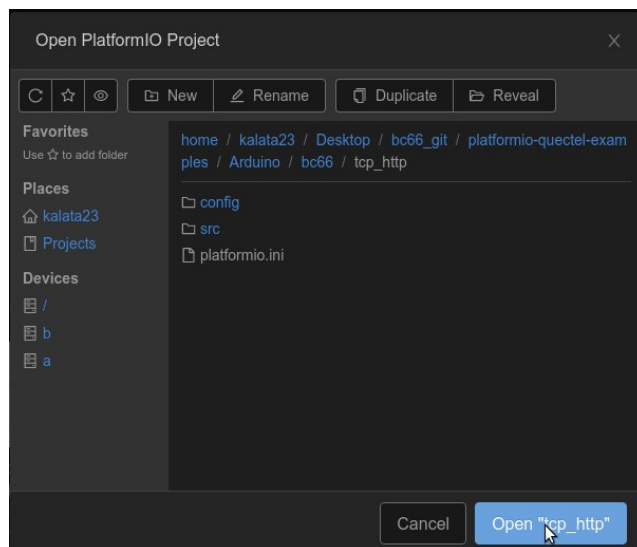 Open PlatformIO Project
New Rename Duplicate Reveal
Favorites
Use to add folder
Places
kalata23
Projects
Devices
/
b
a
home / kalata23 / Desktop / bc66_git / platformio-quectel-exam
ples / Arduino / bc66 / tcp_http
config
src
platformio.ini
Cancel Open "tcp_http"